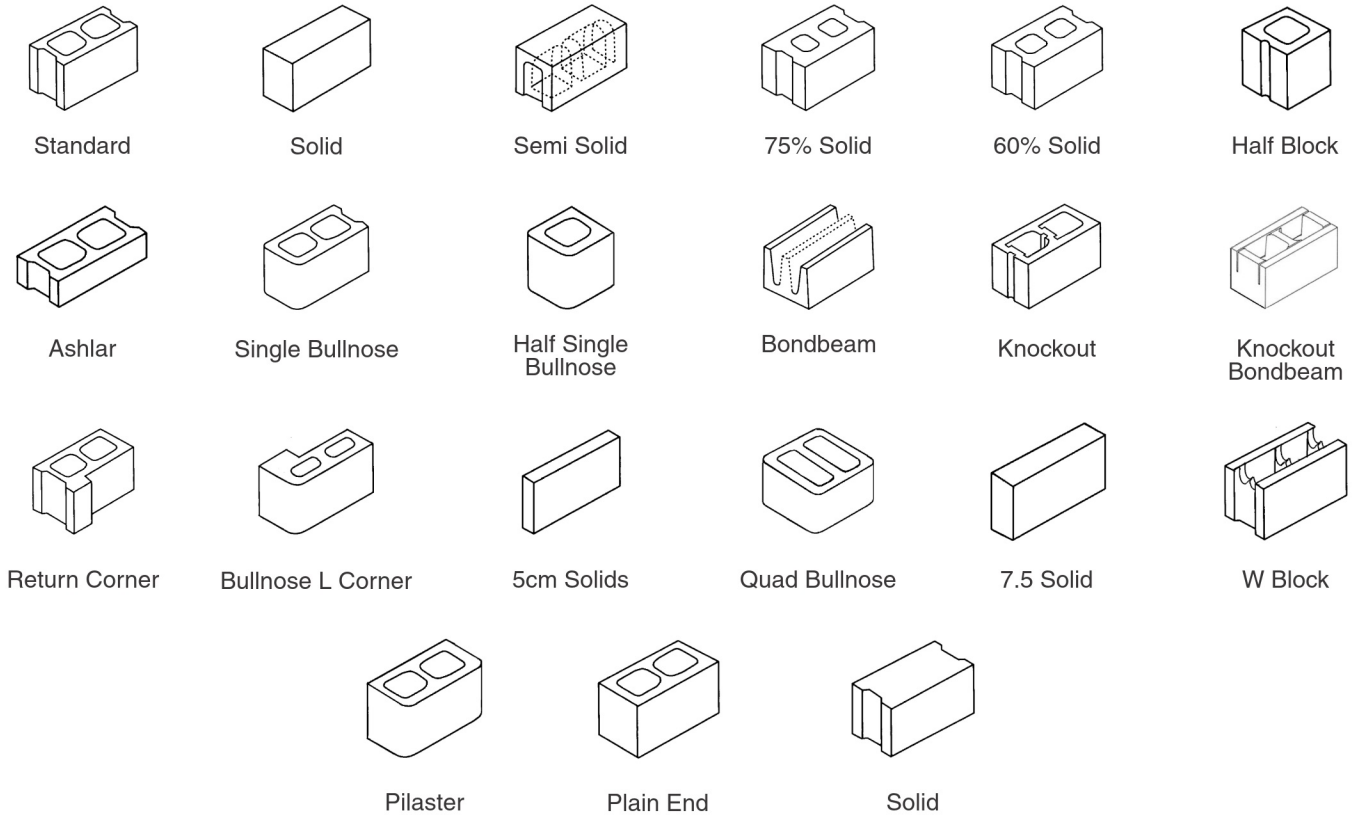 Standard
Solid
Semi Solid
75% Solid
60% Solid
Half Block
Ashlar
Single Bullnose
Half Single
Bullnose
Bondbeam
Knockout
Knockout
Bondbeam
Return Corner
Bullnose L Corner
5cm Solids
Quad Bullnose
7.5 Solid
W Block
Pilaster
Plain End
Solid